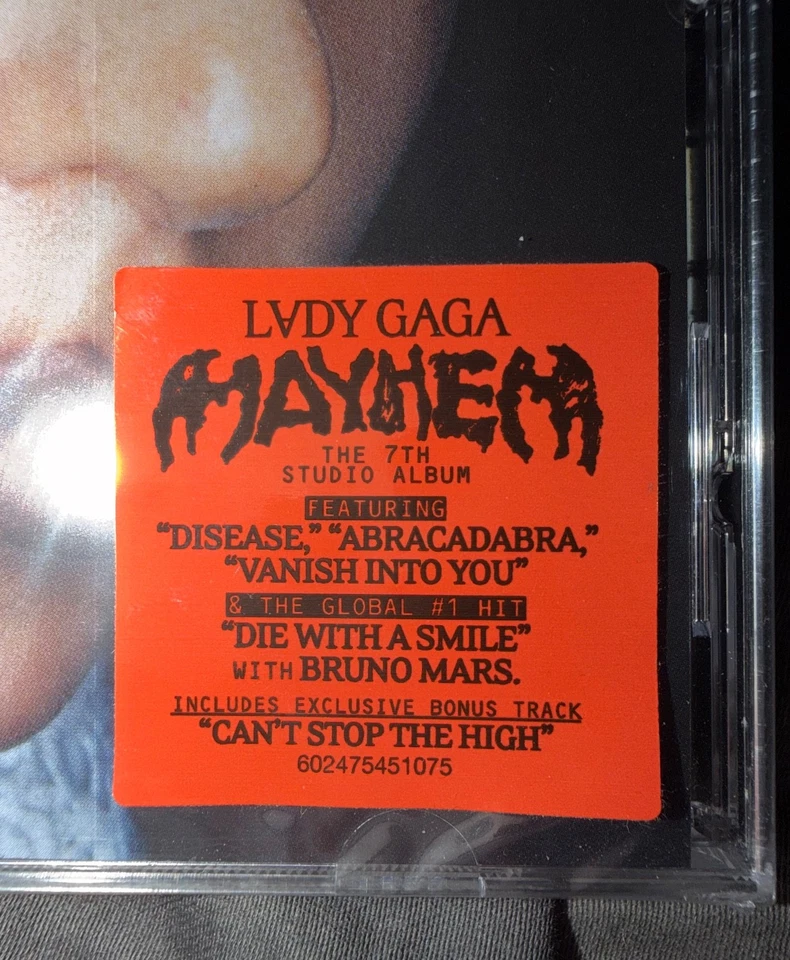 L∀DY GAGA
MAYHEM
THE 7TH
STUDIO ALBUM
FEATURING
“DISEASE,” “ABRACADABRA,”
“VANISH INTO YOU”
& THE GLOBAL #1 HIT
“DIE WITH A SMILE”
WITH BRUNO MARS.
INCLUDES EXCLUSIVE BONUS TRACK
“CAN'T STOP THE HIGH”
602475451075